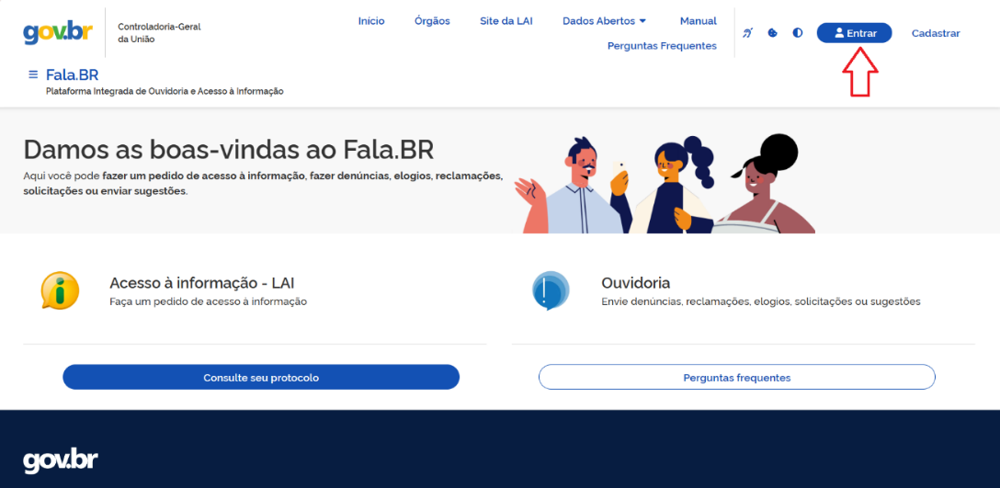 gov.br
Controladoria-Geral
da União
Início Órgãos Site da LAI Dados Abertos Manual
Perguntas Frequentes
Entrar
Cadastrar
Fala.BR
Plataforma Integrada de Ouvidoria e Acesso à Informação
Damos as boas-vindas ao Fala.BR
Aqui você pode fazer um pedido de acesso à informação, fazer denúncias, elogios, reclamações,
solicitações ou enviar sugestões.
Acesso à informação - LAI
Faça um pedido de acesso à informação
Ouvidoria
Envie denúncias, reclamações, elogios, solicitações ou sugestões
Consulte seu protocolo
Perguntas frequentes
gov.br